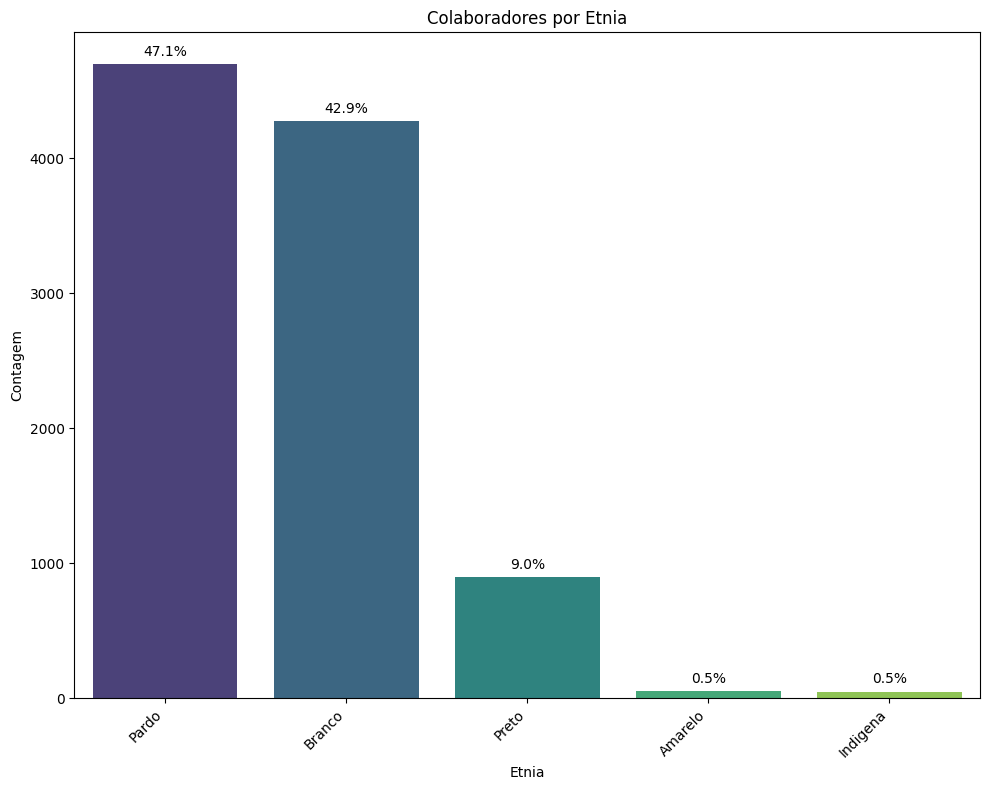 Colaboradores por Etnia
47.1%
42.9%
9.0%
0.5%
0.5%
Contagem
4000
3000
2000
1000
0
Pardo
Branco
Preto
Amarelo
Indigena
Etnia